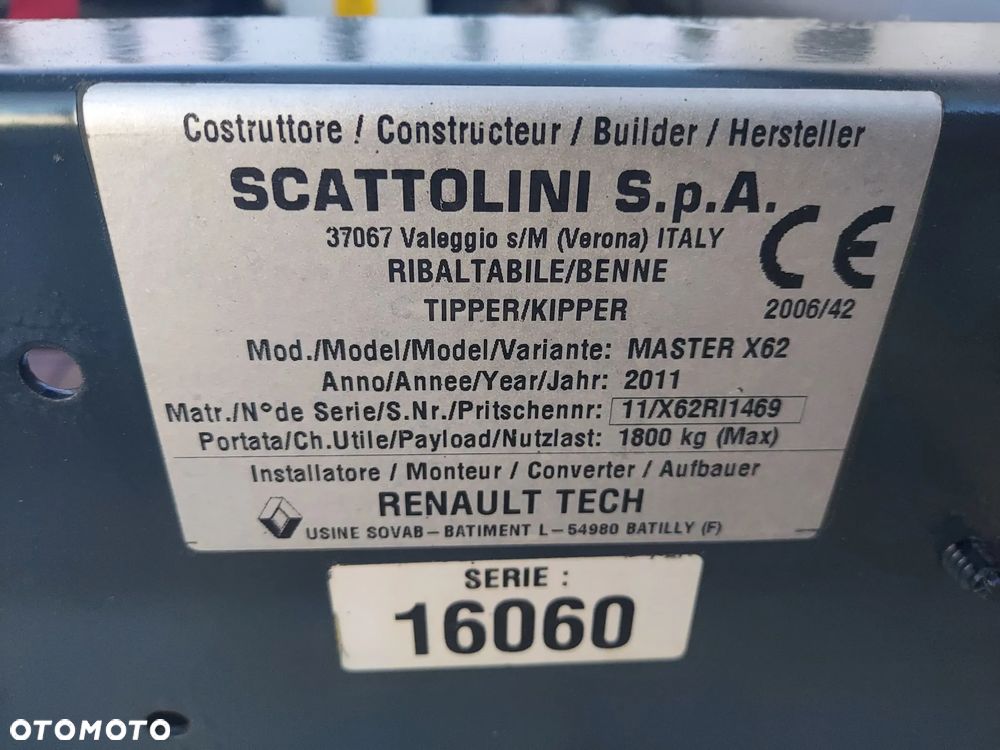 Costruttore / Constructeur / Builder / Hersteller
SCATTOLINI S.p.A.
37067 Valeggio s/M (Verona) ITALY
RIBALTABILE/BENNE
TIPPER/KIPPER
CE
2006/42
Mod./Model/Model/Variante: MASTER X62
Anno/Annee/Year/Jahr: 2011
Matr./N°de Serie/S.Nr./Pritschennr: 11/X62RI1469
Portata/Ch.Utile/Payload/Nutzlast: 1800 kg (Max)
Installatore / Monteur / Converter / Aufbauer
RENAULT TECH
USINE SOVAB – BATIMENT L – 54980 BATILLY (F)
SERIE :
16060
OTOMOTO